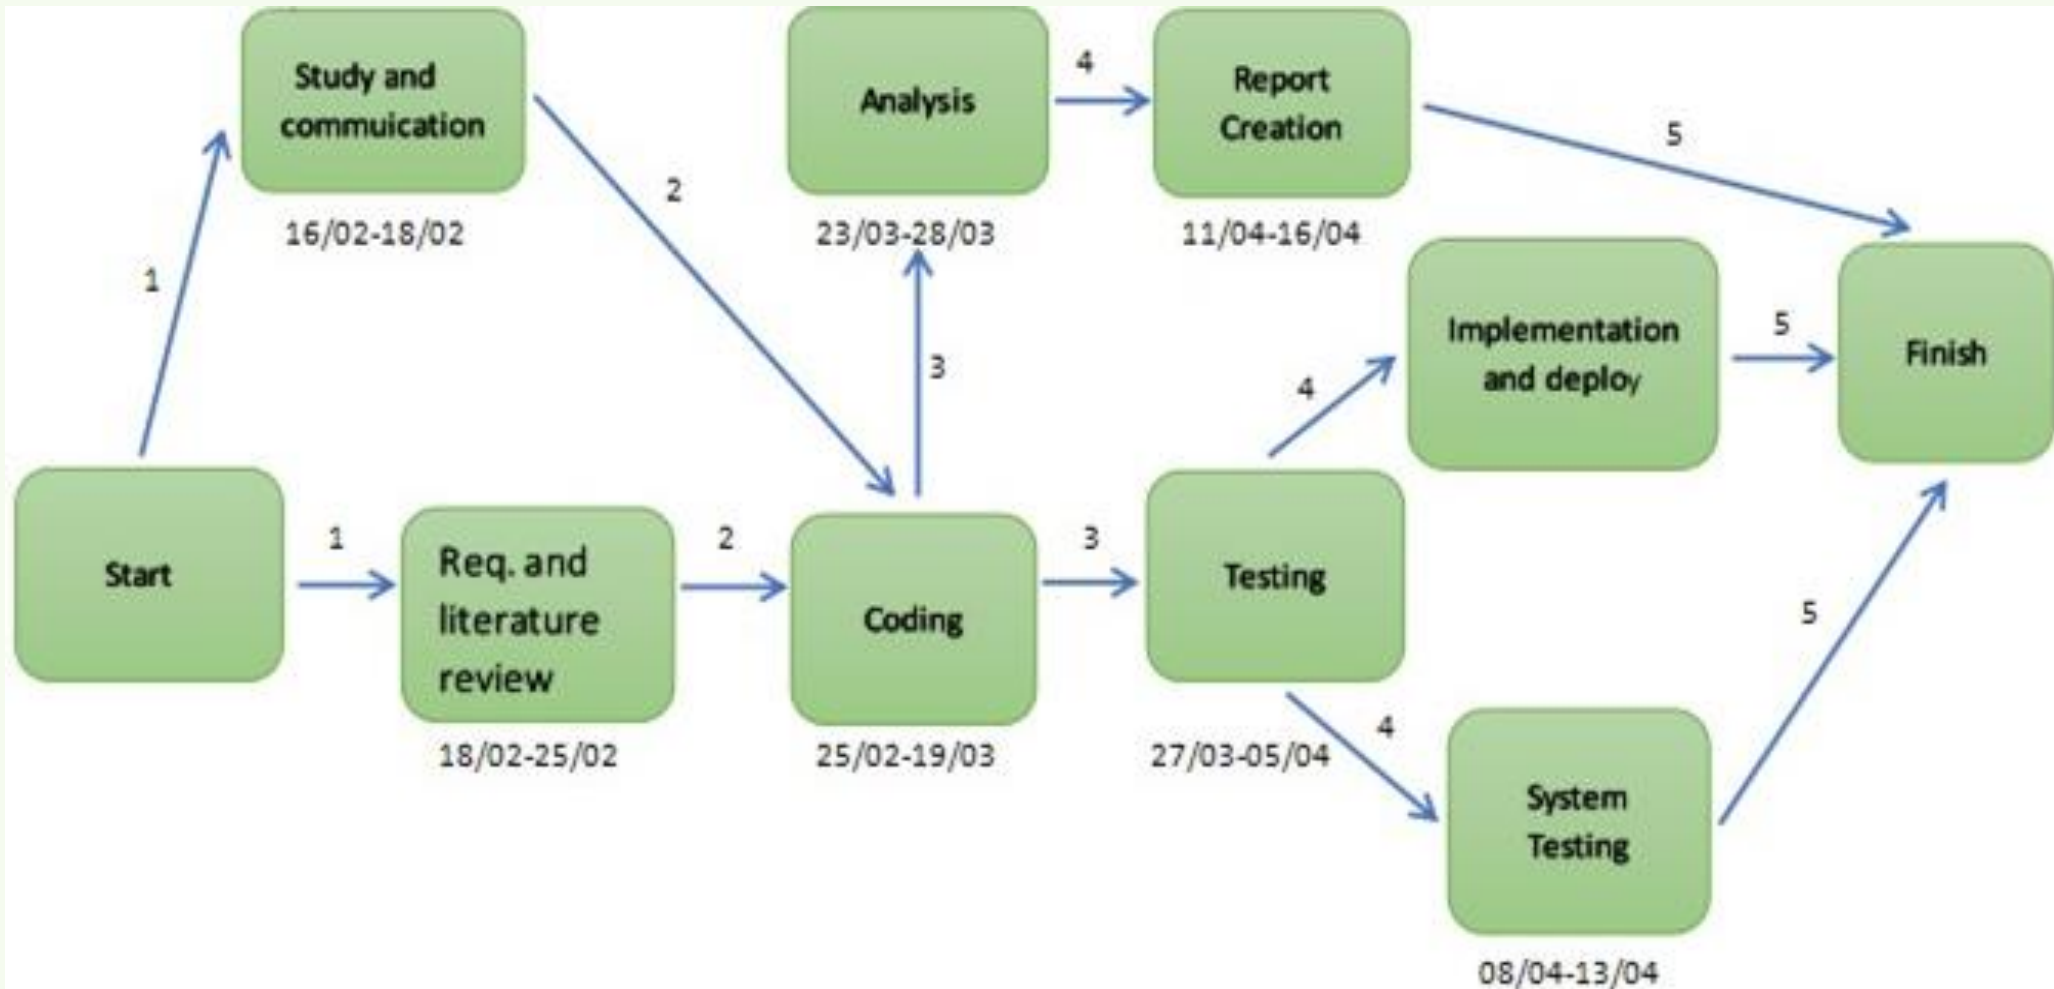 Study and
commuication
16/02-18/02
Analysis
23/03-28/03
4
Report
Creation
11/04-16/04
5
1
2
3
Implementation
and deploy
5
Finish
4
Start
1
Req. and
literature
review
18/02-25/02
2
Coding
25/02-19/03
3
Testing
27/03-05/04
4
5
System
Testing
08/04-13/04